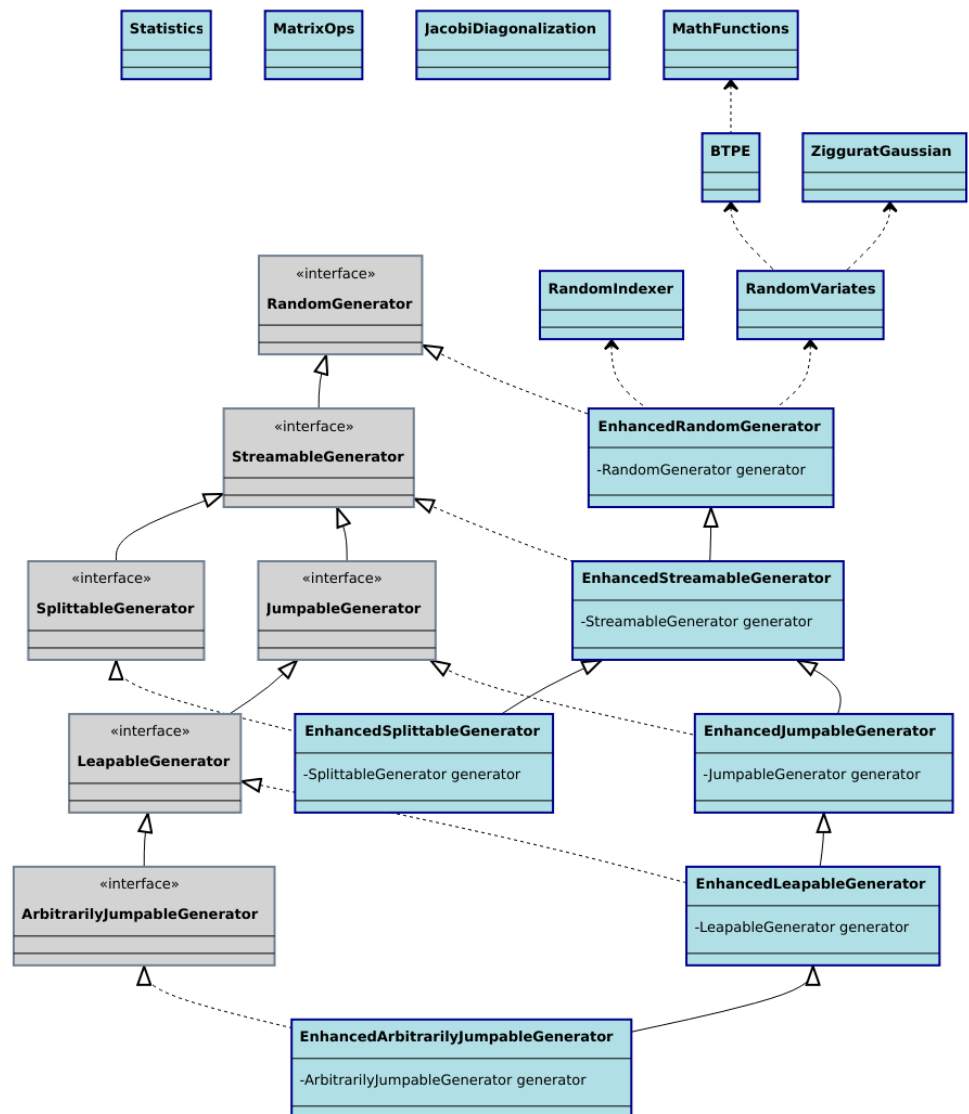 Statistics
MatrixOps
JacobiDiagonalization
MathFunctions
BTPE
ZigguratGaussian
«interface»
RandomGenerator
RandomIndexer
RandomVariates
«interface»
StreamableGenerator
EnhancedRandomGenerator
-RandomGenerator generator
«interface»
SplittableGenerator
«interface»
JumpableGenerator
EnhancedStreamableGenerator
-StreamableGenerator generator
«interface»
LeapableGenerator
EnhancedSplittableGenerator
-SplittableGenerator generator
EnhancedJumpableGenerator
-JumpableGenerator generator
«interface»
ArbitrarilyJumpableGenerator
EnhancedLeapableGenerator
-LeapableGenerator generator
EnhancedArbitrarilyJumpableGenerator
-ArbitrarilyJumpableGenerator generator